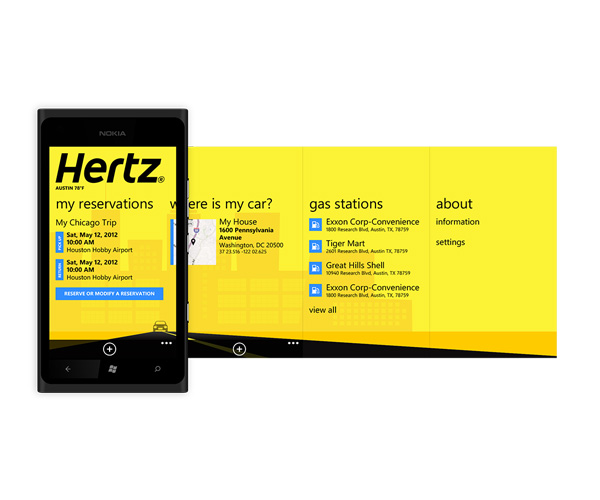 NOKIA
Hertz®
AUSTIN 78°F
my reservations
My Chicago Trip
PICK UP
Sat, May 12, 2012
10:00 AM
Houston Hobby Airport
RETURN
Sat, May 12, 2012
10:00 AM
Houston Hobby Airport
RESERVE OR MODIFY A RESERVATION
where is my car?
My House
1600 Pennsylvania
Avenue
Washington, DC 20500
37 23.516 -122 02.625
gas stations
Exxon Corp-Convenience
1800 Research Blvd, Austin, TX, 78759
Tiger Mart
2601 Research Blvd, Austin, TX, 78759
Great Hills Shell
10940 Research Blvd, Austin, TX 78759
Exxon Corp-Convenience
1800 Research Blvd, Austin, TX, 78759
view all
about
information
settings